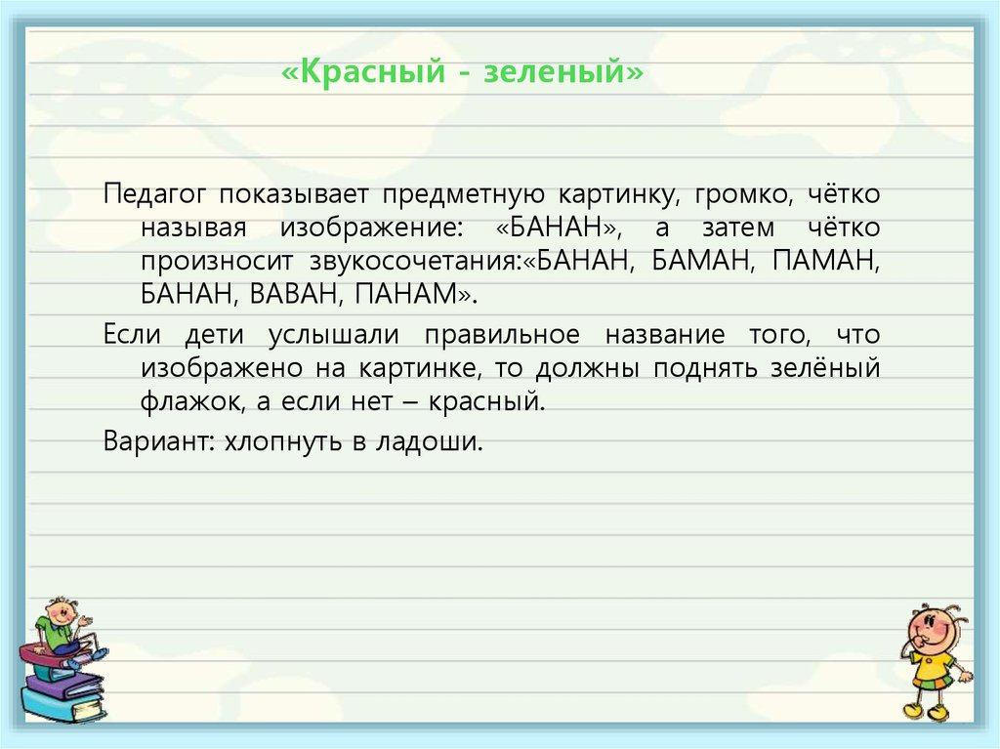 «Красный - зеленый»
Педагог показывает предметную картинку, громко, чётко
называя изображение: «БАНАН», а затем чётко
произносит звукосочетания:«БАНАН, БАМАН, ПАМАН,
БАНАН, ВАВАН, ПАНАМ».
Если дети услышали правильное название того, что
изображено на картинке, то должны поднять зелёный
флажок, а если нет – красный.
Вариант: хлопнуть в ладоши.